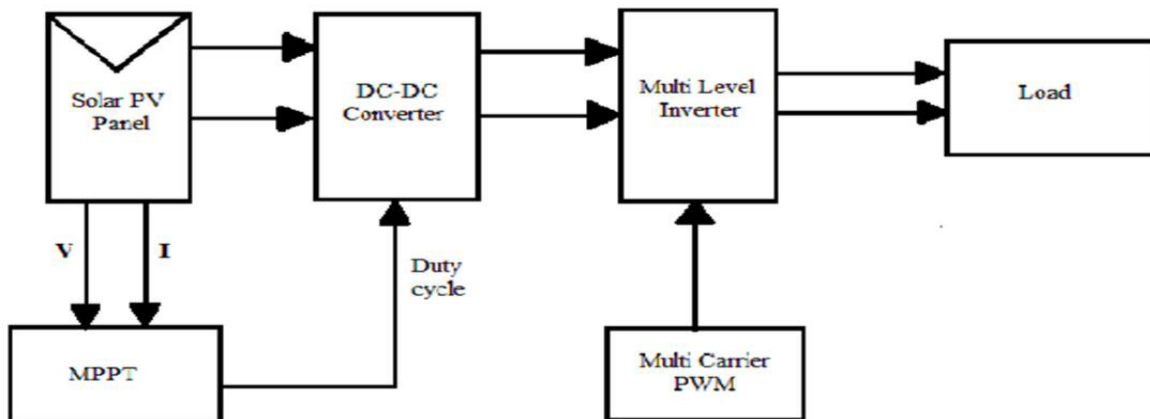 Solar PV
Panel
DC-DC
Converter
Multi Level
Inverter
Load
V
I
Duty
cycle
MPPT
Multi Carrier
PWM